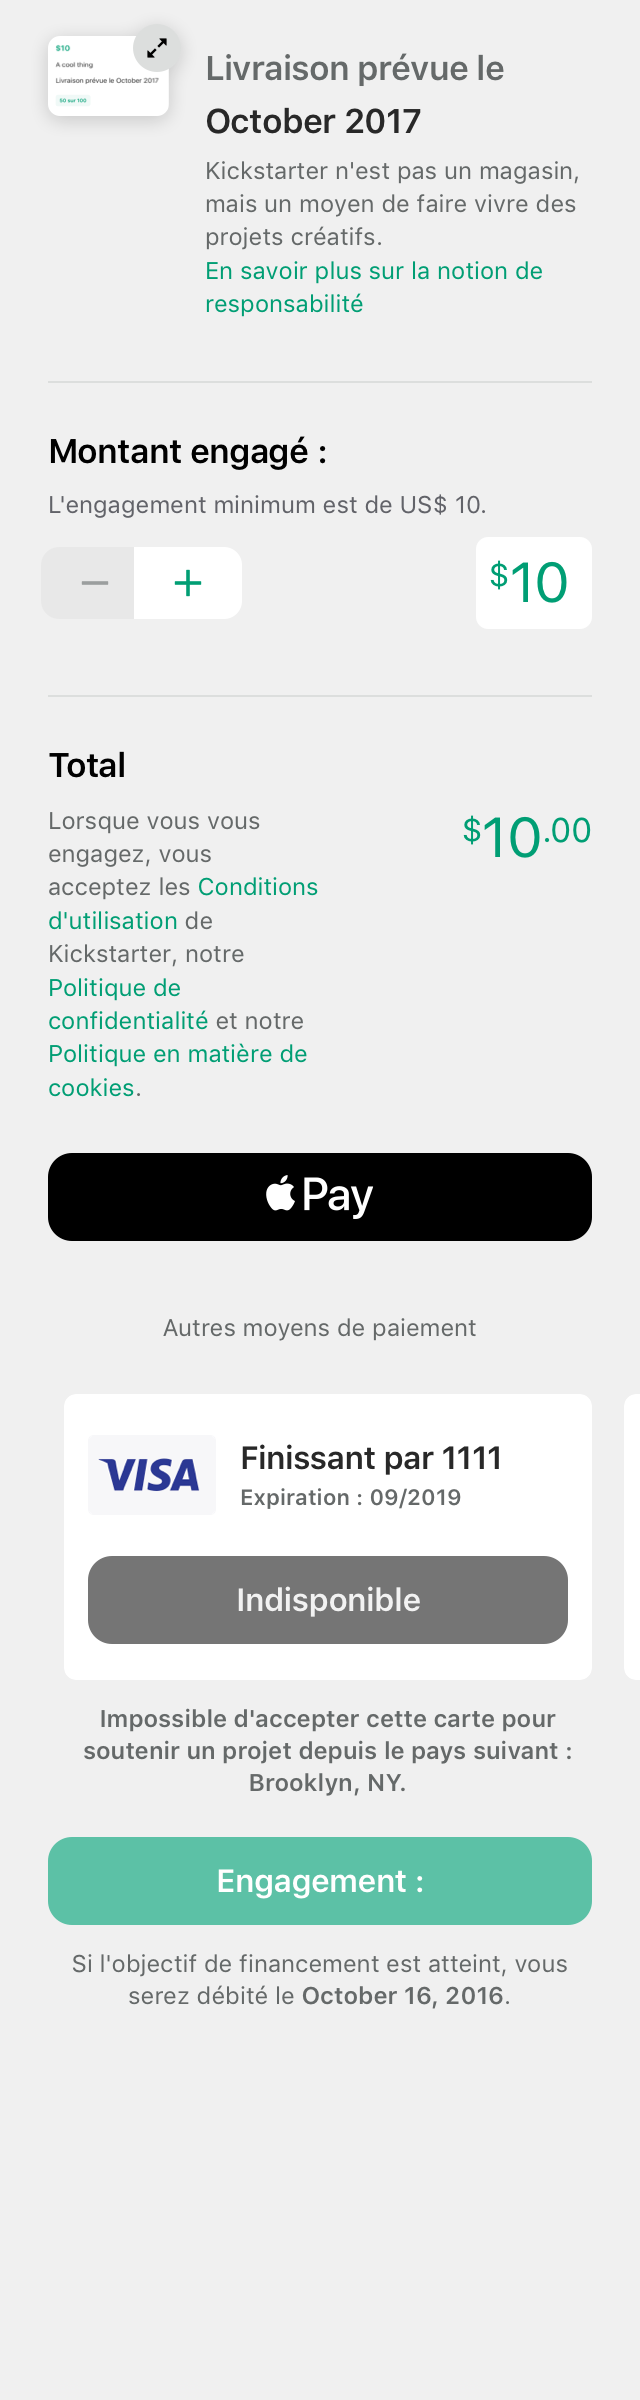 $10
A cool thing
Livraison prévue le October 2017
50 sur 100
Livraison prévue le
October 2017
Kickstarter n'est pas un magasin,
mais un moyen de faire vivre des
projets créatifs.
En savoir plus sur la notion de
responsabilité
Montant engagé :
L'engagement minimum est de US$ 10.
$10
Total
Lorsque vous vous
engagez, vous
acceptez les Conditions
d'utilisation de
Kickstarter, notre
Politique de
confidentialité et notre
Politique en matière de
cookies.
$10.00
Pay
Autres moyens de paiement
VISA
Finissant par 1111
Expiration : 09/2019
Indisponible
Impossible d'accepter cette carte pour
soutenir un projet depuis le pays suivant :
Brooklyn, NY.
Engagement :
Si l'objectif de financement est atteint, vous
serez débité le October 16, 2016.